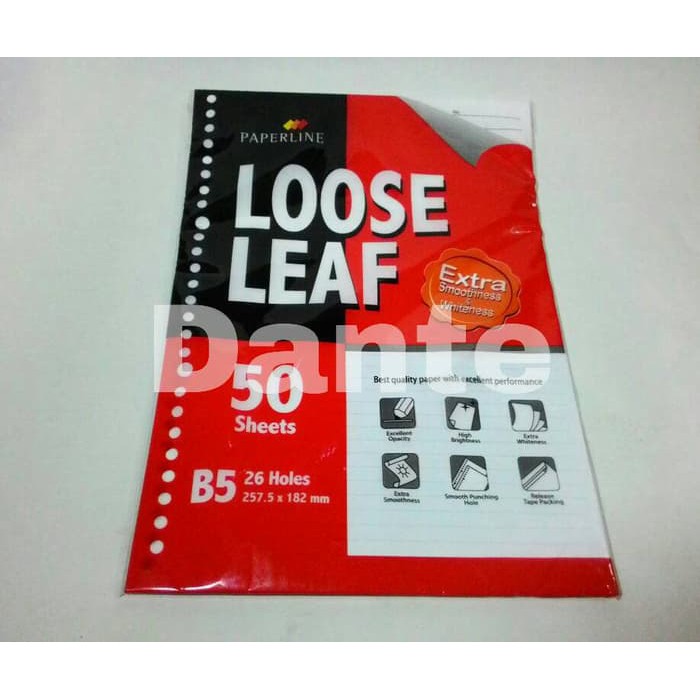 PAPERLINE
LOOSE
LEAF
Extra
Smoothness
&
Whiteness
Dante
50
Sheets
B5 26 Holes
257.5 x 182 mm
Best quality paper with excellent performance
Excellent
Opacity
High
Brightness
Extra
Whiteness
Extra
Smoothness
Smooth Punching
Hole
Release
Tape Packing